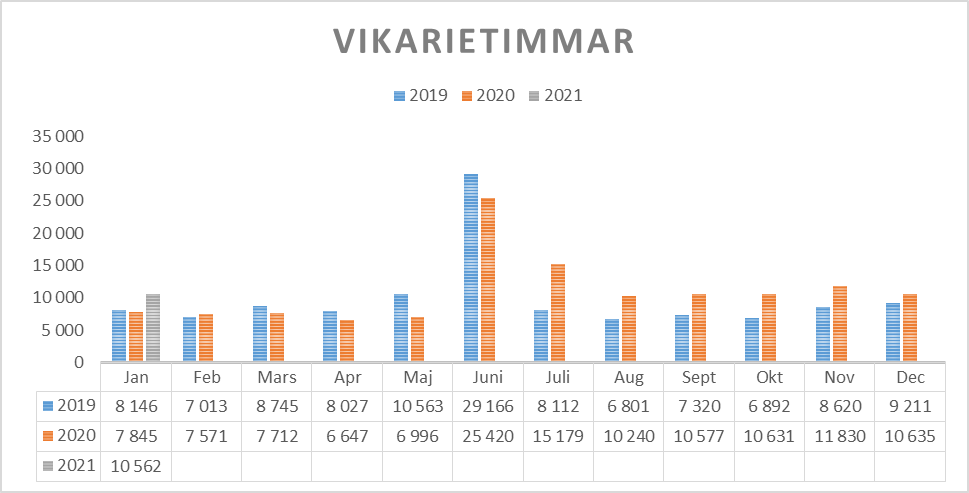 VIKARIETIMMAR
2019 2020 2021
35 000
30 000
25 000
20 000
15 000
10 000
5 000
0
Jan Feb Mars Apr Maj Juni Juli Aug Sept Okt Nov Dec
2019 8 146 7 013 8 745 8 027 10 563 29 166 8 112 6 801 7 320 6 892 8 620 9 211
2020 7 845 7 571 7 712 6 647 6 996 25 420 15 179 10 240 10 577 10 631 11 830 10 635
2021 10 562